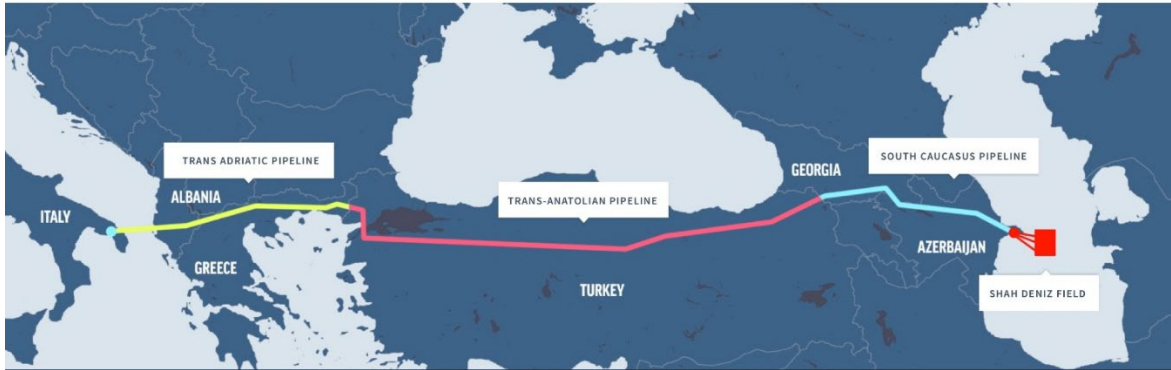 TRANS ADRIATIC PIPELINE
SOUTH CAUCASUS PIPELINE
GEORGIA
ALBANIA
TRANS-ANATOLIAN PIPELINE
ITALY
AZERBAIJAN
GREECE
TURKEY
SHAH DENIZ FIELD